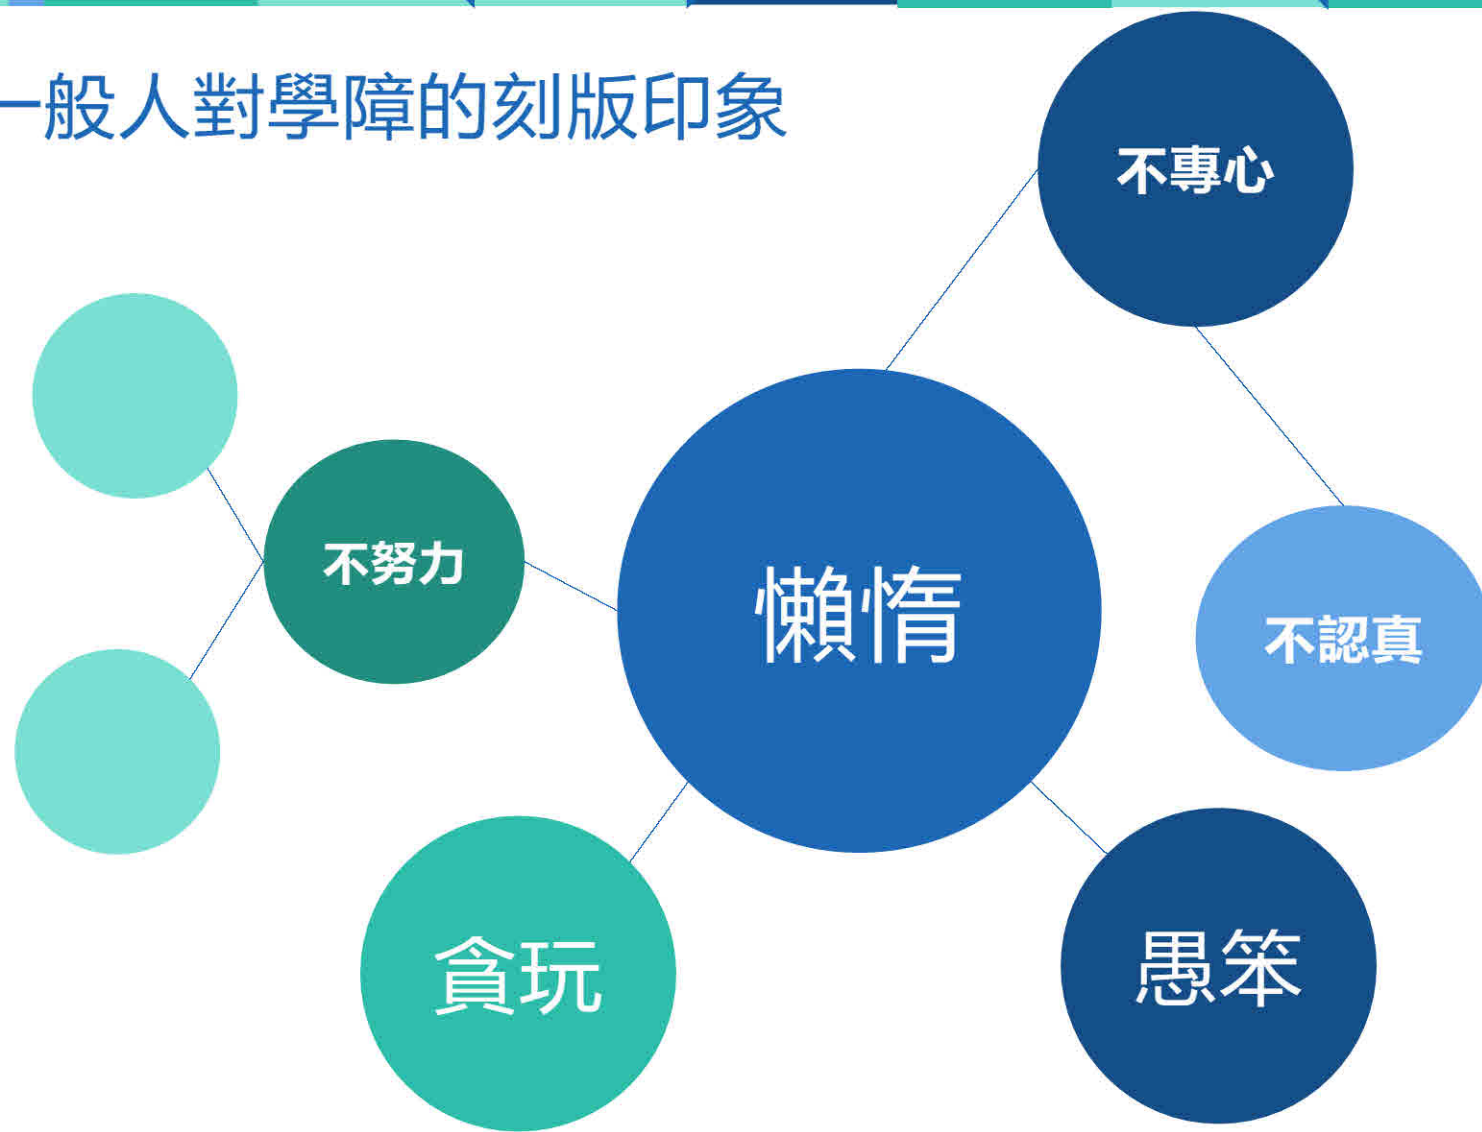 一般人對學障的刻版印象
不專心
不努力
懶惰
不認真
貪玩
愚笨